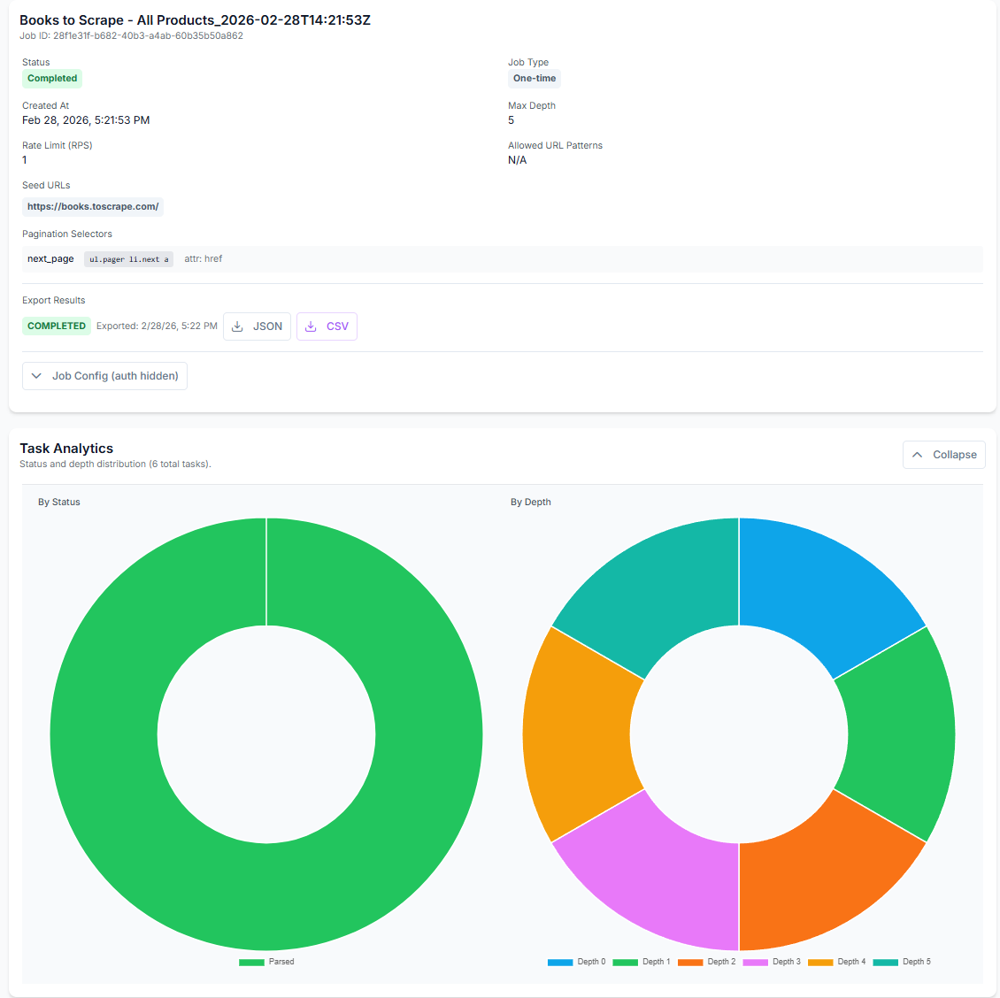 Books to Scrape - All Products_2026-02-28T14:21:53Z
Job ID: 28f1e31f-b682-40b3-a4ab-60b35b50a862
Status
Job Type
Completed
One-time
Created At
Max Depth
Feb 28, 2026, 5:21:53 PM
5
Rate Limit (RPS)
Allowed URL Patterns
1
N/A
Seed URLs
https://books.toscrape.com/
Pagination Selectors
next_page ul.pager li.next a attr: href
Export Results
COMPLETED Exported: 2/28/26, 5:22 PM JSON CSV
Job Config (auth hidden)
Task Analytics
Status and depth distribution (6 total tasks).
Collapse
By Status
By Depth
Parsed
Depth 0 Depth 1 Depth 2 Depth 3 Depth 4 Depth 5